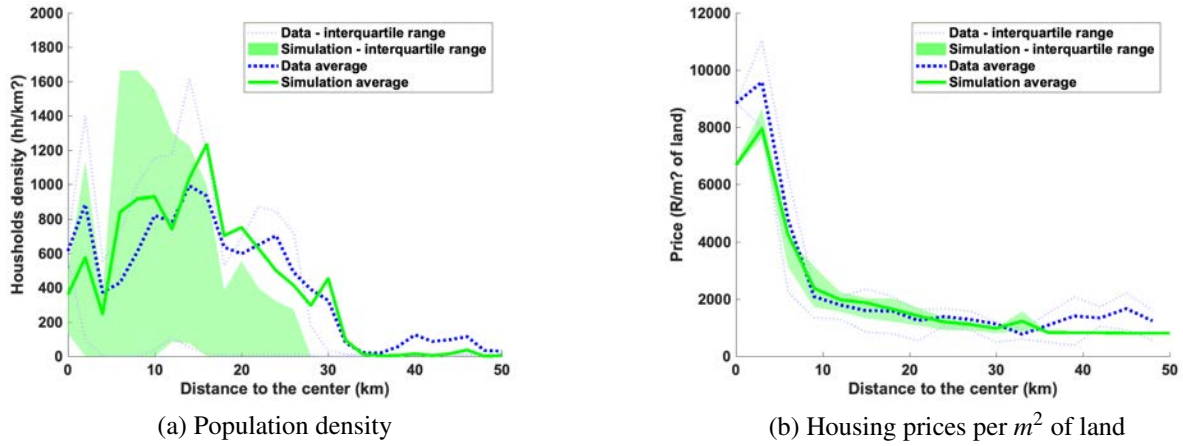 2000
1800
1600
1400
1200
1000
800
600
400
200
0
Housholds density (hh/km?)
Data - interquartile range
Simulation - interquartile range
Data average
Simulation average
0 10 20 30 40 50
Distance to the center (km)
(a) Population density
12000
10000
8000
6000
4000
2000
0
Price (R/m? of land)
Data - interquartile range
Simulation - interquartile range
Data average
Simulation average
0 10 20 30 40 50
Distance to the center (km)
(b) Housing prices per m² of land